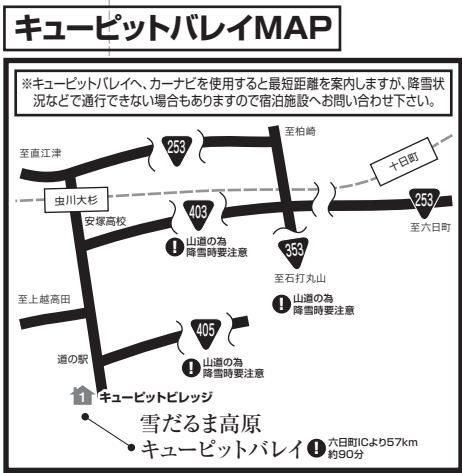 キューピットバレイMAP
※キューピットバレイへ、カーナビを使用すると最短距離を案内しますが、降雪状
況などで通行できない場合もありますので宿泊施設へお問い合わせ下さい。
至柏崎
至直江津
253
十日町
虫川大杉
403
253
安塚高校
至六日町
! 山道の為
降雪時要注意
353
至石打丸山
至上越高田
! 山道の為
降雪時要注意
405
道の駅
! 山道の為
降雪時要注意
1 キューピットビレッジ
雪だるま高原
キューピットバレイ ! 六日町ICより57km
約90分